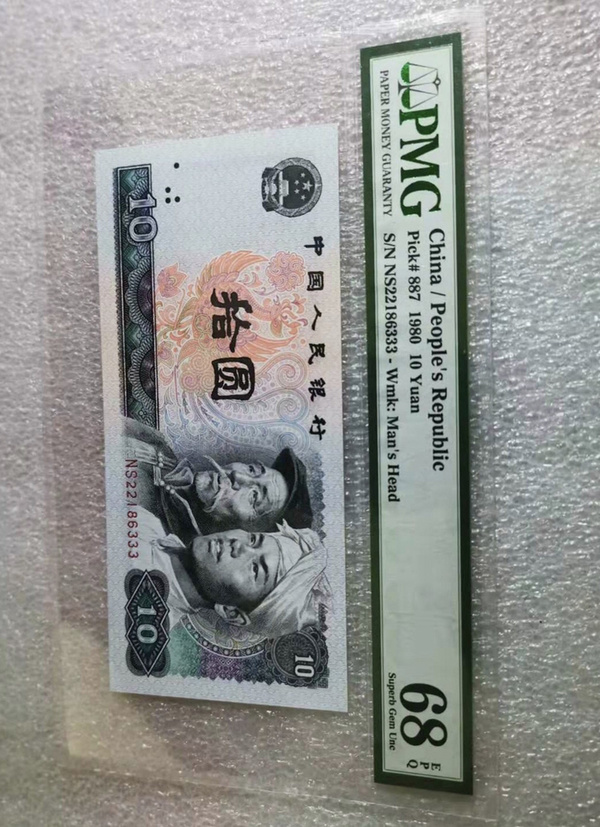 PMG
PAPER MONEY GUARANTY
China / People's Republic
Pick# 887 1980 10 Yuan
S/N NS22186333 - Wmk: Man's Head
68 EPQ
Superb Gem Unc
中国人民银行
拾圆
10
NS22186333
10
10